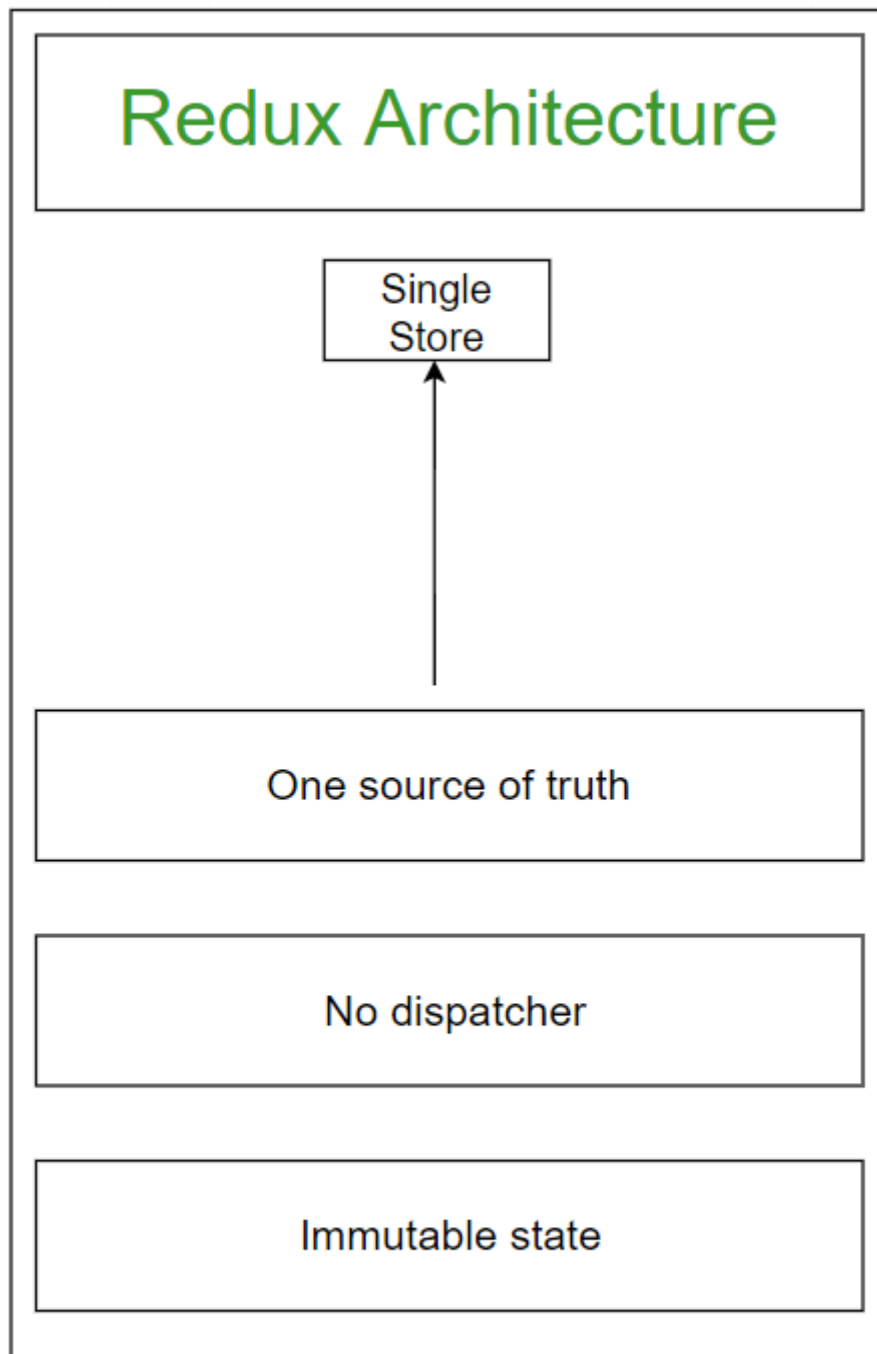 Redux Architecture
Single
Store
One source of truth
No dispatcher
Immutable state